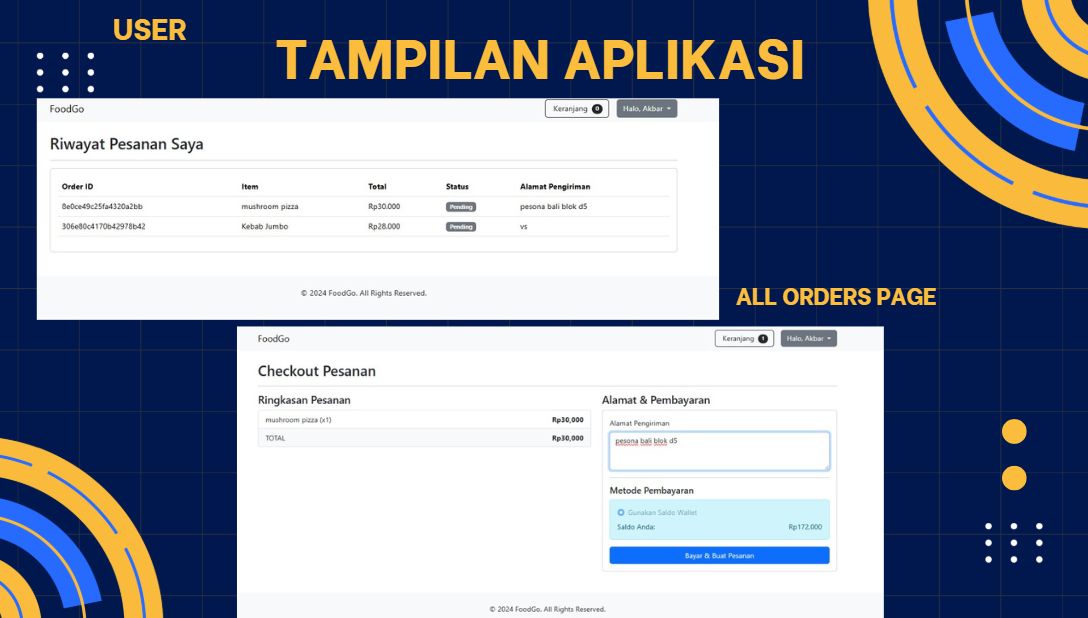 USER
TAMPILAN APLIKASI
FoodGo
Keranjang 0
Halo, Akbar
Riwayat Pesanan Saya
Order ID Item Total Status Alamat Pengiriman
8e0ce49c25fa4320a2bb mushroom pizza Rp30.000 Pending pesona bali blok d5
306e80c4170b42978b42 Kebab Jumbo Rp28.000 Pending vs
© 2024 FoodGo. All Rights Reserved.
ALL ORDERS PAGE
FoodGo
Keranjang 1
Halo, Akbar
Checkout Pesanan
Ringkasan Pesanan
mushroom pizza (x1) Rp30,000
TOTAL Rp30,000
Alamat & Pembayaran
Alamat Pengiriman
pesona bali blok d5
Metode Pembayaran
Gunakan Saldo Wallet
Saldo Anda: Rp172.000
Bayar & Buat Pesanan
© 2024 FoodGo. All Rights Reserved.